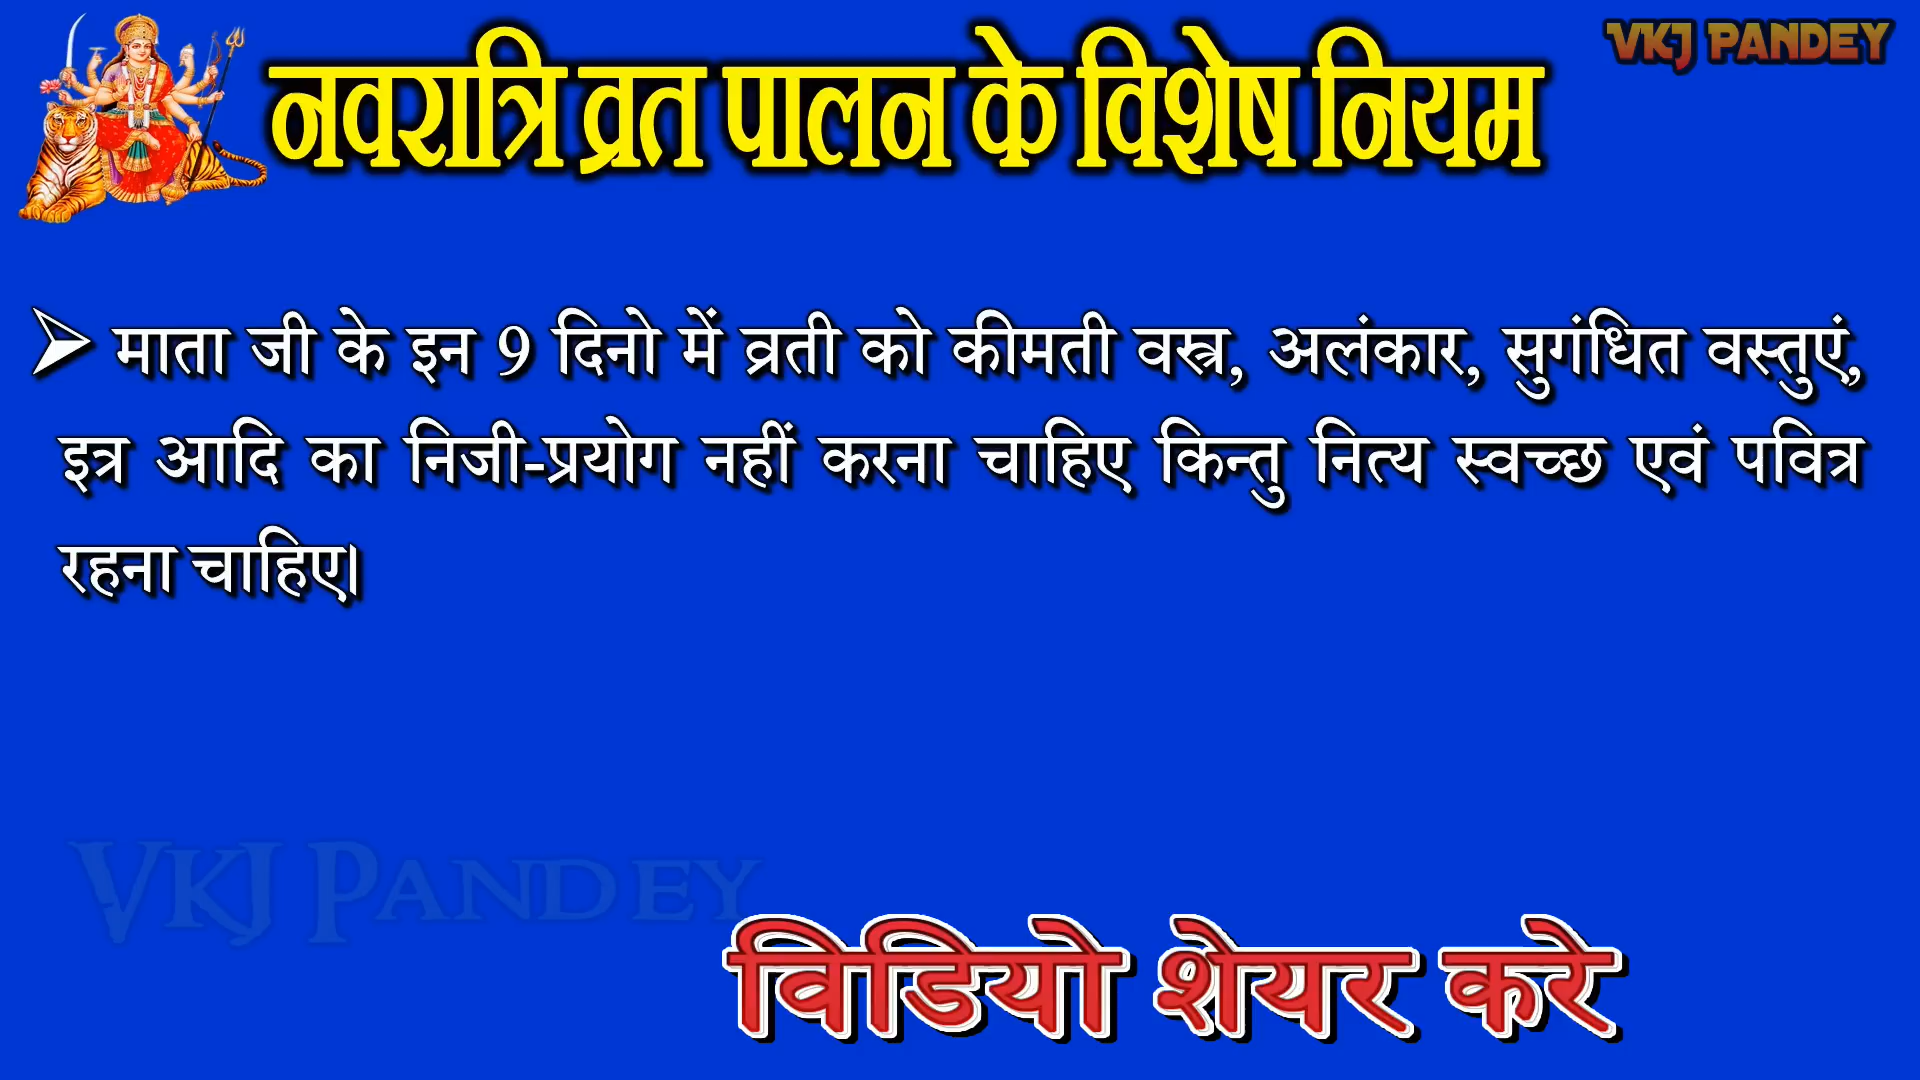 नवरात्रि व्रत पालन के विशेष नियम
VKJ PANDEY
माता जी के इन 9 दिनो में व्रती को कीमती वस्त्र, अलंकार, सुगंधित वस्तुएं,
इत्र आदि का निजी-प्रयोग नहीं करना चाहिए किन्तु नित्य स्वच्छ एवं पवित्र
रहना चाहिए।
VKJ PANDEY
विडियो शेयर करे